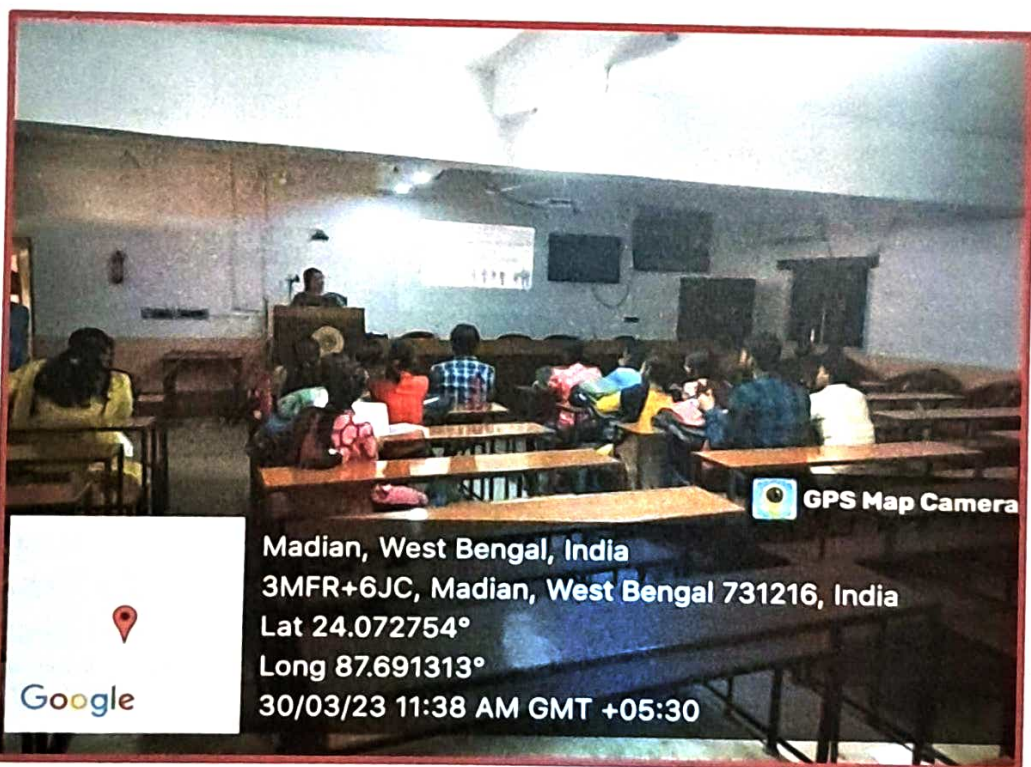 GPS Map Camera
Madian, West Bengal, India
3MFR+6JC, Madian, West Bengal 731216, India
Lat 24.072754°
Long 87.691313°
30/03/23 11:38 AM GMT +05:30
Google